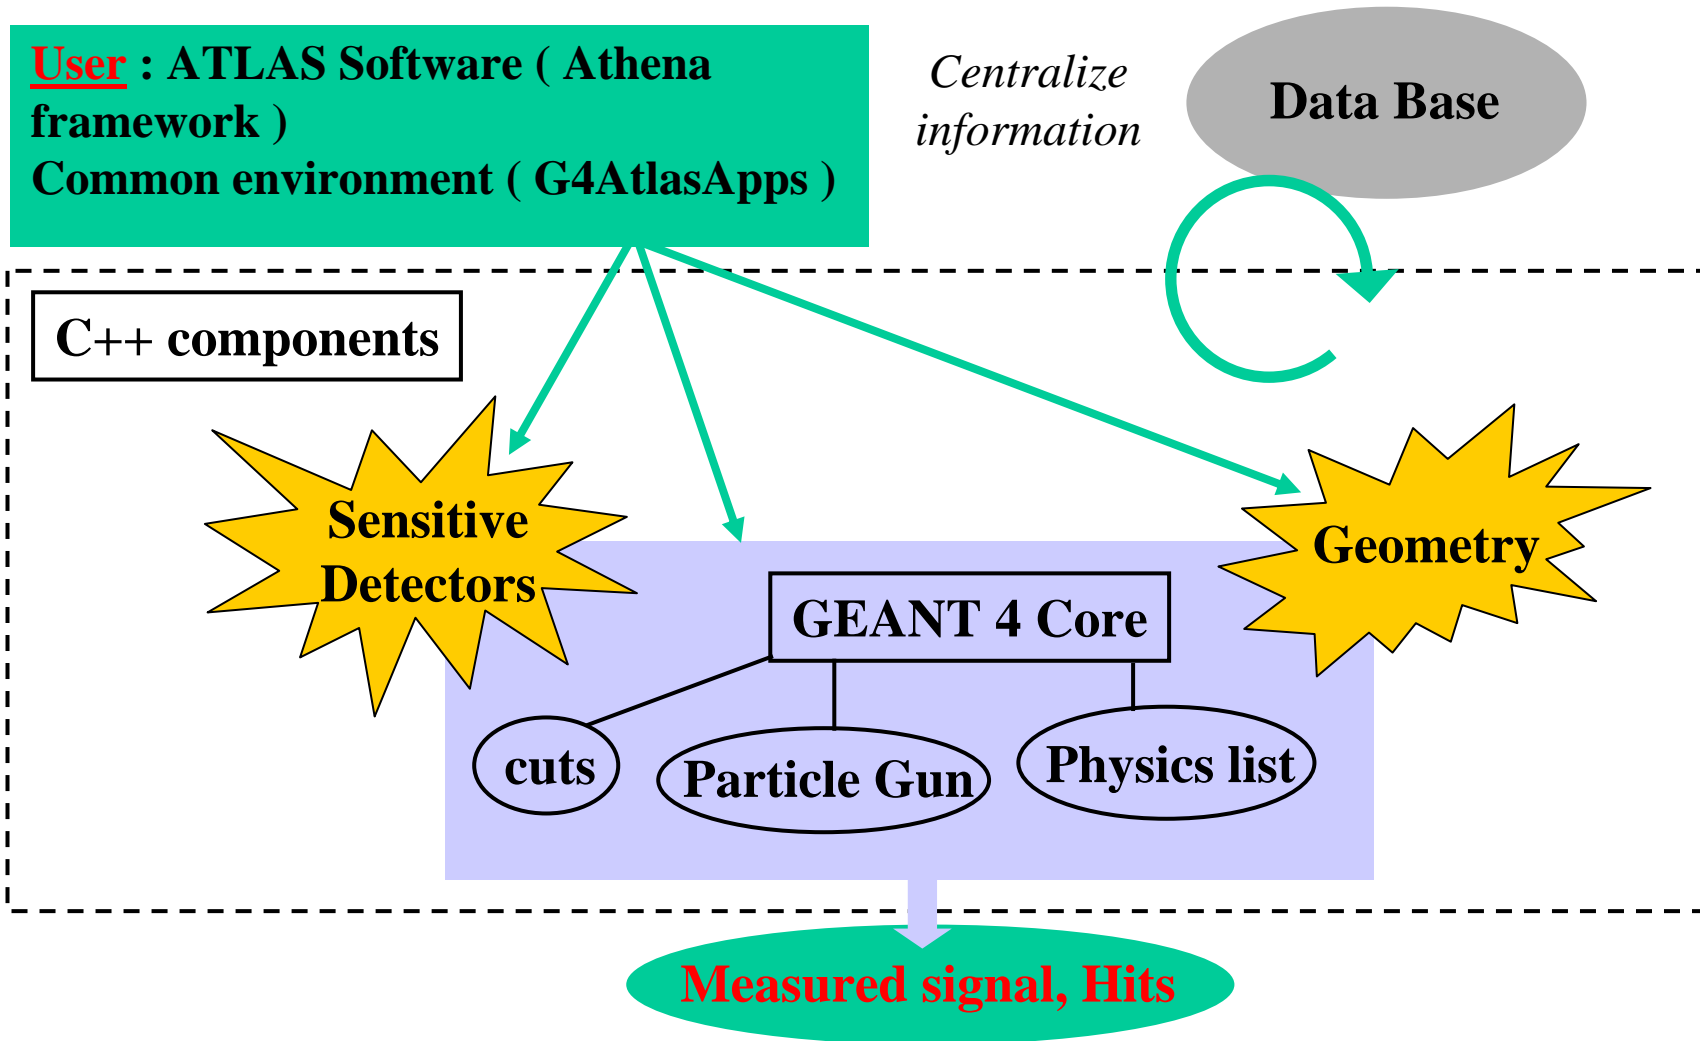 User : ATLAS Software ( Athena
framework )
Common environment ( G4AtlasApps )
Centralize
information
Data Base
C++ components
Sensitive
Detectors
Geometry
GEANT 4 Core
cuts
Particle Gun
Physics list
Measured signal, Hits